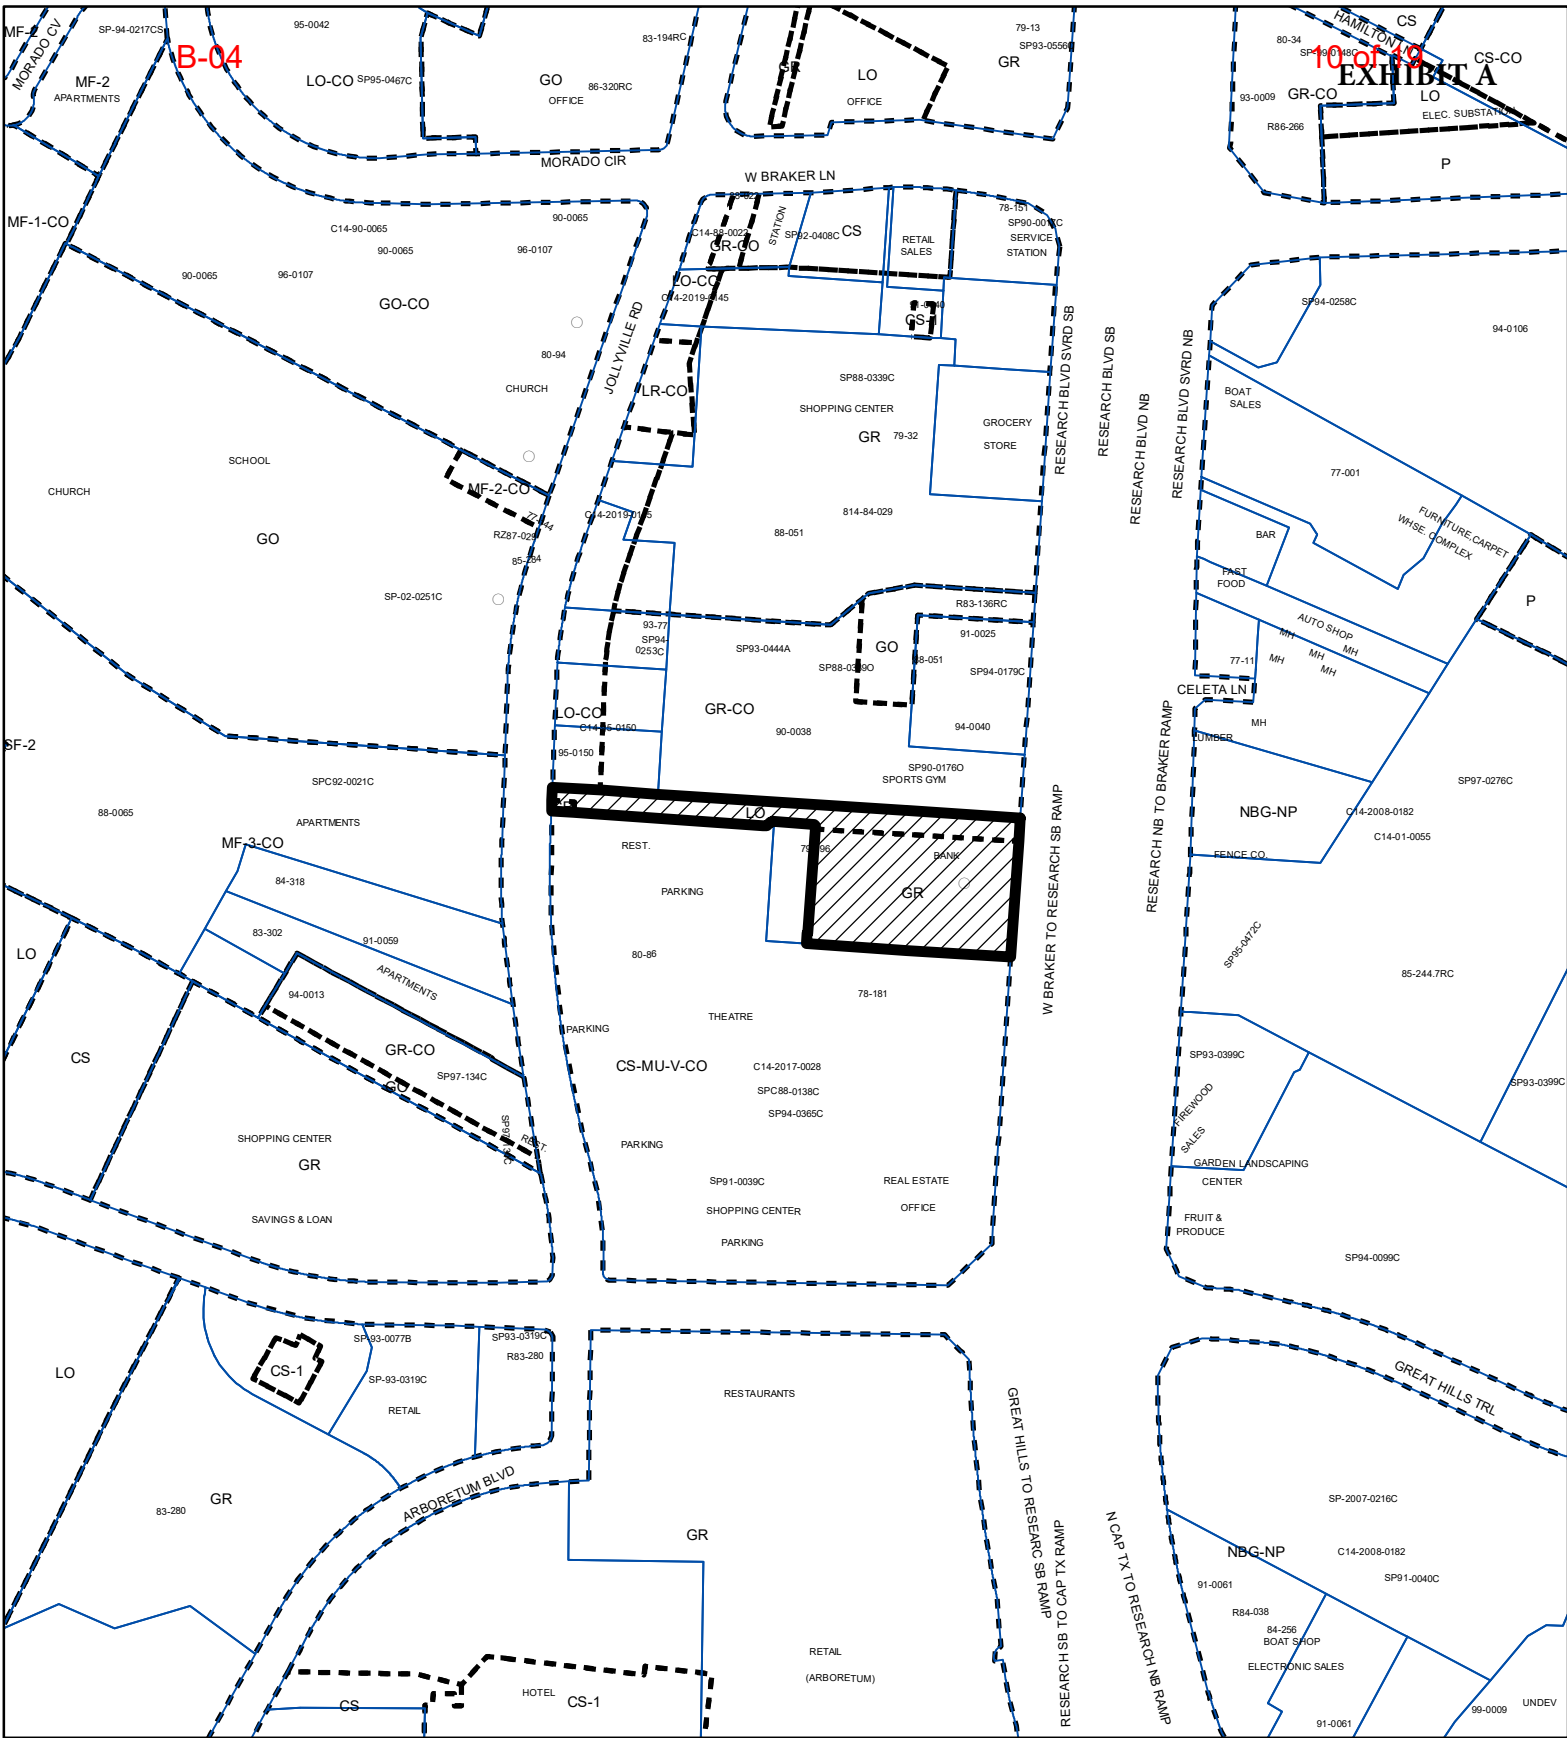 MF-2
MORADO CV
SP-94-0217CS
95-0042
B-04
MF-2
APARTMENTS
LO-CO
SP95-0467C
83-194RC
GO
86-320RC
OFFICE
GR
LO
OFFICE
79-13
GR
HAMILTON
CS
80-34
10 of 19
EXHIBIT A
CS-CO
93-0009
GR-CO
LO
ELEC. SUBSTATION
R86-266
P
MORADO CIR
W BRAKER LN
MF-1-CO
C14-90-0065
90-0065
90-0065
96-0107
90-0065
96-0107
GO-CO
80-94
CHURCH
JOLLYVILLE RD
C14-88-0022
GR-CO
STATION
SP92-0408C
CS
RETAIL
SALES
78-151
SP90-0017C
SERVICE
STATION
LO-CO
C14-2019-0145
CS-1
LR-CO
SP88-0339C
SHOPPING CENTER
GR
79-32
GROCERY
STORE
814-84-029
88-051
RESEARCH BLVD SVRD SB
RESEARCH BLVD SB
RESEARCH BLVD NB
RESEARCH BLVD SVRD NB
SP94-0258C
94-0106
BOAT
SALES
77-001
FURNITURE,CARPET
WHSE. COMPLEX
BAR
FAST
FOOD
P
AUTO SHOP
MH
MH
MH
MH
MH
77-11
CELETA LN
MH
LUMBER
SCHOOL
CHURCH
GO
MF-2-CO
RZ87-029
SP-02-0251C
R83-136RC
93-77
SP94-
0253C
SP93-0444A
GO
91-0025
88-051
SP94-0179C
LO-CO
GR-CO
90-0038
94-0040
95-0150
SP90-0176O
SPORTS GYM
SF-2
SPC92-0021C
88-0065
APARTMENTS
MF-3-CO
84-318
83-302
91-0059
APARTMENTS
94-0013
LO
REST.
PARKING
BANK
GR
80-86
78-181
PARKING
THEATRE
CS-MU-V-CO
C14-2017-0028
SPC88-0138C
SP94-0365C
PARKING
SP91-0039C
SHOPPING CENTER
PARKING
REAL ESTATE
OFFICE
W BRAKER TO RESEARCH SB RAMP
RESEARCH NB TO BRAKER RAMP
SP97-0276C
NBG-NP
C14-2008-0182
C14-01-0055
FENCE CO.
SP95-0472C
85-244.7RC
SP93-0399C
SP93-0399C
FIREWOOD
SALES
GARDEN LANDSCAPING
CENTER
FRUIT &
PRODUCE
SP94-0099C
LO
CS
GR-CO
GO
SP97-134C
REST.
SHOPPING CENTER
GR
SAVINGS & LOAN
LO
CS-1
SP-93-0077B
SP-93-0319C
RETAIL
SP93-0319C
R83-280
RESTAURANTS
GREAT HILLS TRL
ARBORETUM BLVD
83-280
GR
GR
GREAT HILLS TO RESEARC SB RAMP
RESEARCH SB TO CAP TX RAMP
N CAP TX TO RESEARCH NB RAMP
SP-2007-0216C
NBG-NP
C14-2008-0182
SP91-0040C
91-0061
R84-038
84-256
BOAT SHOP
ELECTRONIC SALES
RETAIL
(ARBORETUM)
HOTEL
CS-1
CS
91-0061
99-0009
UNDEV